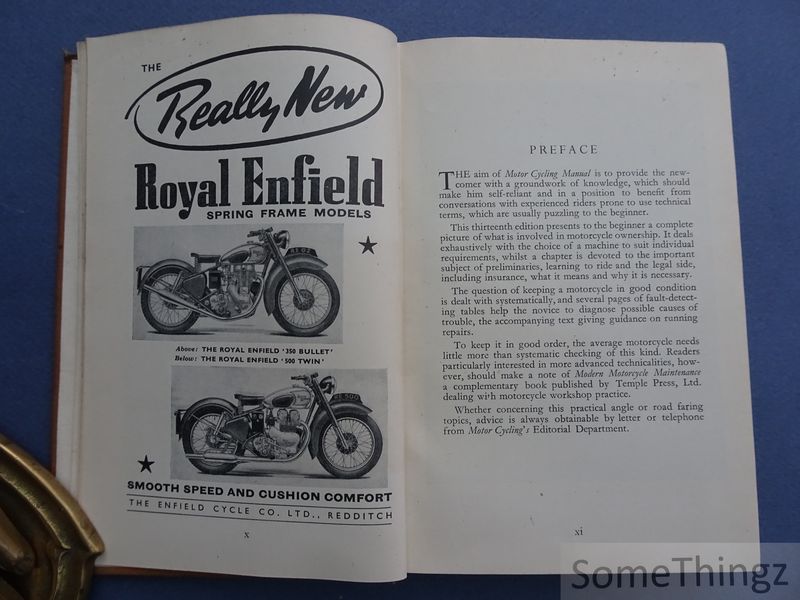 THE
Really New
Royal Enfield
SPRING FRAME MODELS
Above: THE ROYAL ENFIELD '350 BULLET'
Below: THE ROYAL ENFIELD '500 TWIN'
RE 500
SMOOTH SPEED AND CUSHION COMFORT
THE ENFIELD CYCLE CO. LTD., REDDITCH
x
PREFACE
THE aim of Motor Cycling Manual is to provide the new-
comer with a groundwork of knowledge, which should
make him self-reliant and in a position to benefit from
conversations with experienced riders prone to use technical
terms, which are usually puzzling to the beginner.
This thirteenth edition presents to the beginner a complete
picture of what is involved in motorcycle ownership. It deals
exhaustively with the choice of a machine to suit individual
requirements, whilst a chapter is devoted to the important
subject of preliminaries, learning to ride and the legal side,
including insurance, what it means and why it is necessary.
The question of keeping a motorcycle in good condition
is dealt with systematically, and several pages of fault-detect-
ing tables help the novice to diagnose possible causes of
trouble, the accompanying text giving guidance on running
repairs.
To keep it in good order, the average motorcycle needs
little more than systematic checking of this kind. Readers
particularly interested in more advanced technicalities, how-
ever, should make a note of Modern Motorcycle Maintenance
a complementary book published by Temple Press, Ltd.
dealing with motorcycle workshop practice.
Whether concerning this practical angle or road faring
topics, advice is always obtainable by letter or telephone
from Motor Cycling's Editorial Department.
xi
SomeThingz